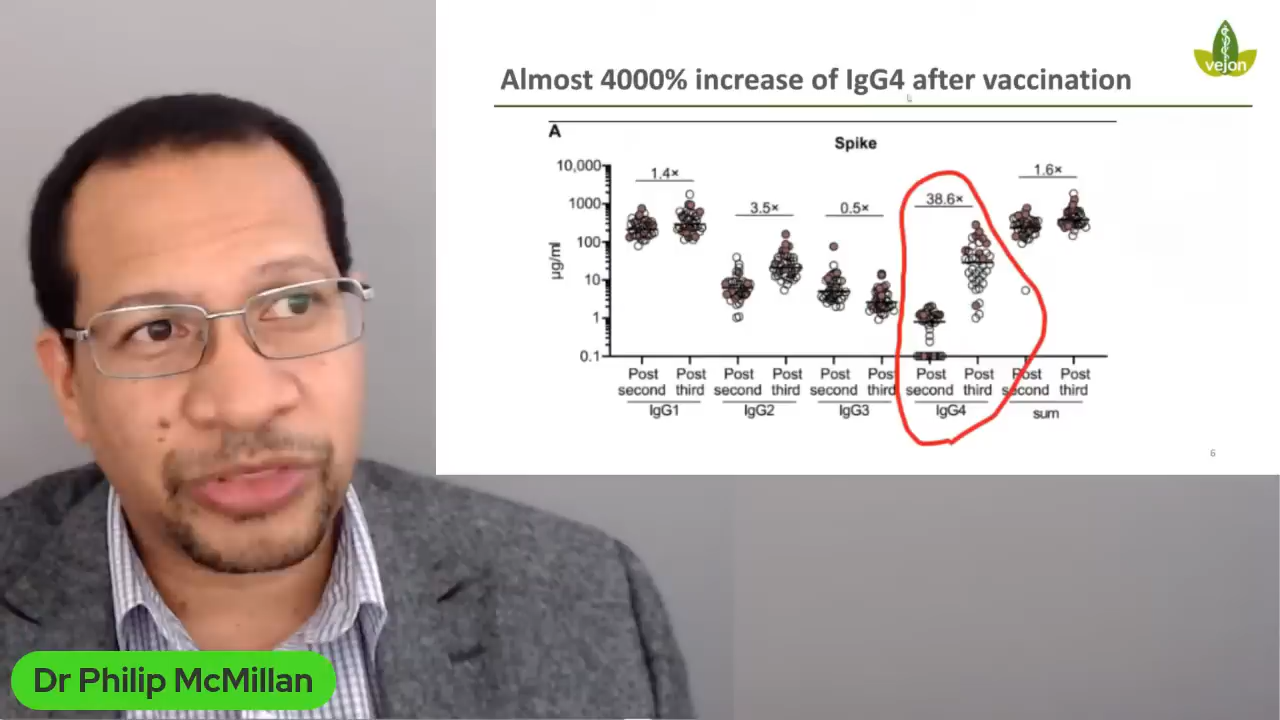 vejon
Almost 4000% increase of IgG4 after vaccination
A
Spike
10,000
1000
100
10
1
0.1
µg/ml
1.4×
3.5×
0.5×
38.6×
1.6×
Post second
Post third
Post second
Post third
Post second
Post third
Post second
Post third
Post second
Post third
IgG1
IgG2
IgG3
IgG4
sum
6
Dr Philip McMillan